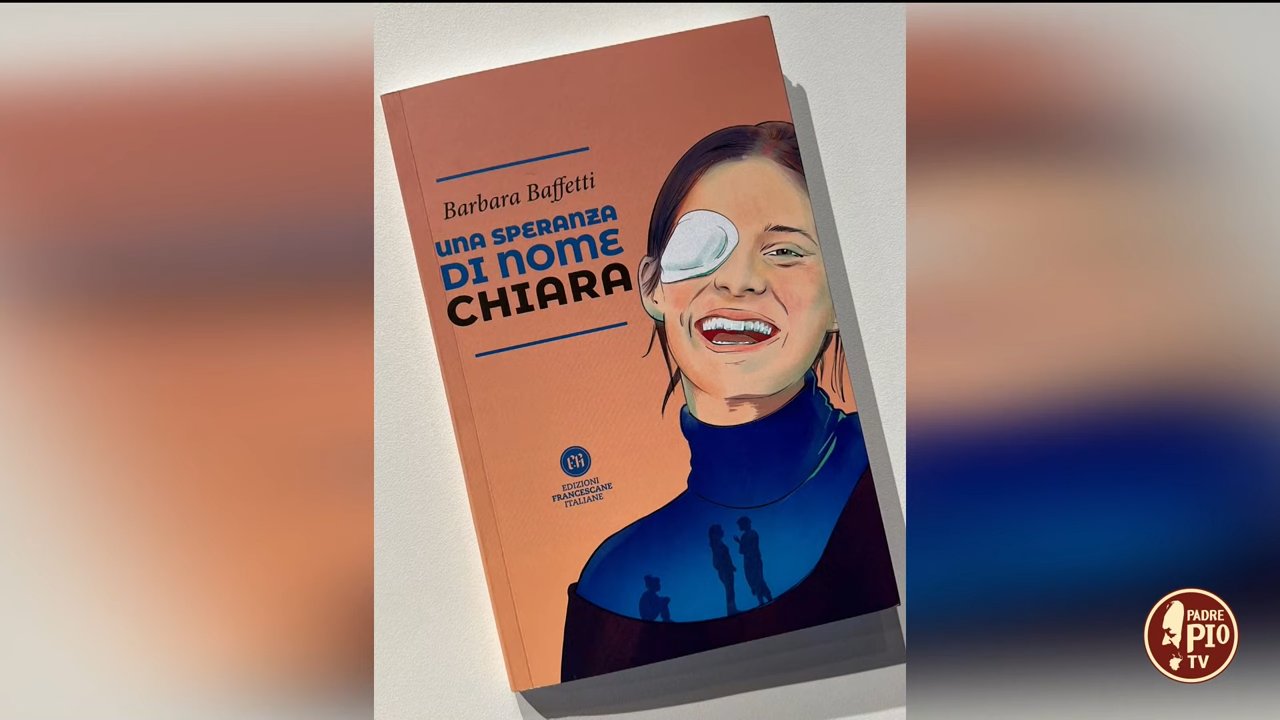 Barbara Baffetti
UNA SPERANZA
DI NOME
CHIARA
EDIZIONI
FRANCESCANE
ITALIANE
PADRE
PIO
TV